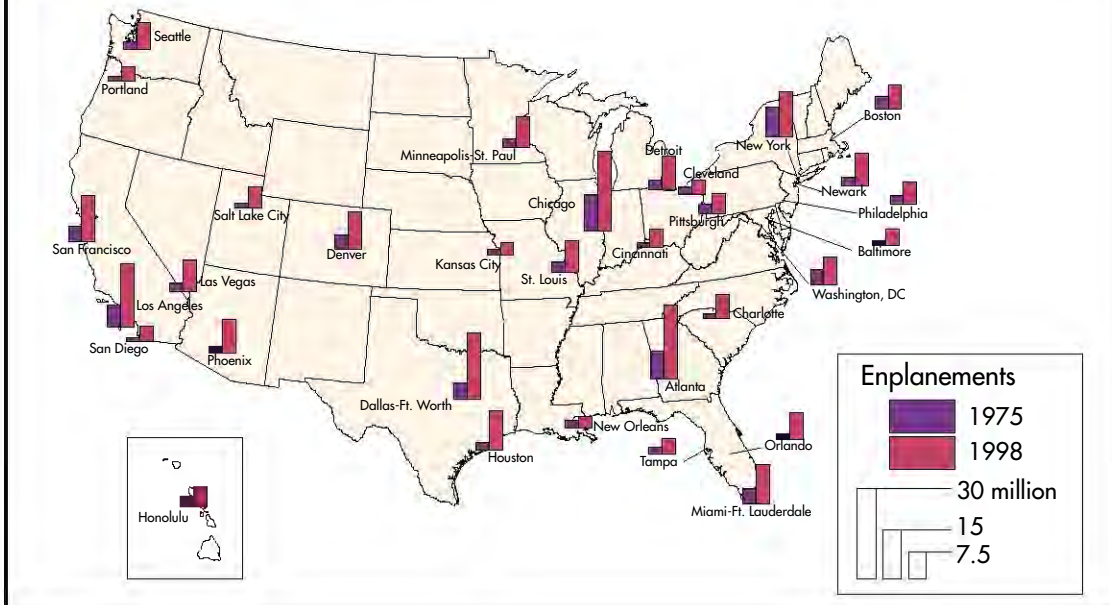 Seattle
Portland
Boston
New York
Minneapolis-St. Paul
Detroit
Cleveland
Newark
Chicago
Salt Lake City
Philadelphia
Pittsburgh
San Francisco
Denver
Kansas City
Cincinnati
Baltimore
St. Louis
Las Vegas
Washington, DC
Los Angeles
Charlotte
San Diego
Phoenix
Atlanta
Dallas-Ft. Worth
New Orleans
Orlando
Houston
Tampa
Miami-Ft. Lauderdale
Honolulu
Enplanements
1975
1998
30 million
15
7.5